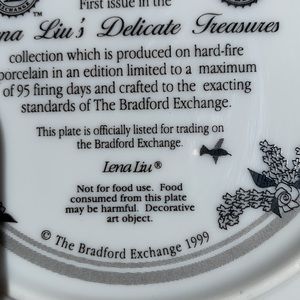 First issue in the
Lena Liu's Delicate Treasures
collection which is produced on hard-fire
porcelain in an edition limited to a maximum
of 95 firing days and crafted to the exacting
standards of The Bradford Exchange.
This plate is officially listed for trading on
the Bradford Exchange.
Lena Liu ®
Not for food use. Food
consumed from this plate
may be harmful. Decorative
art object.
© The Bradford Exchange 1999